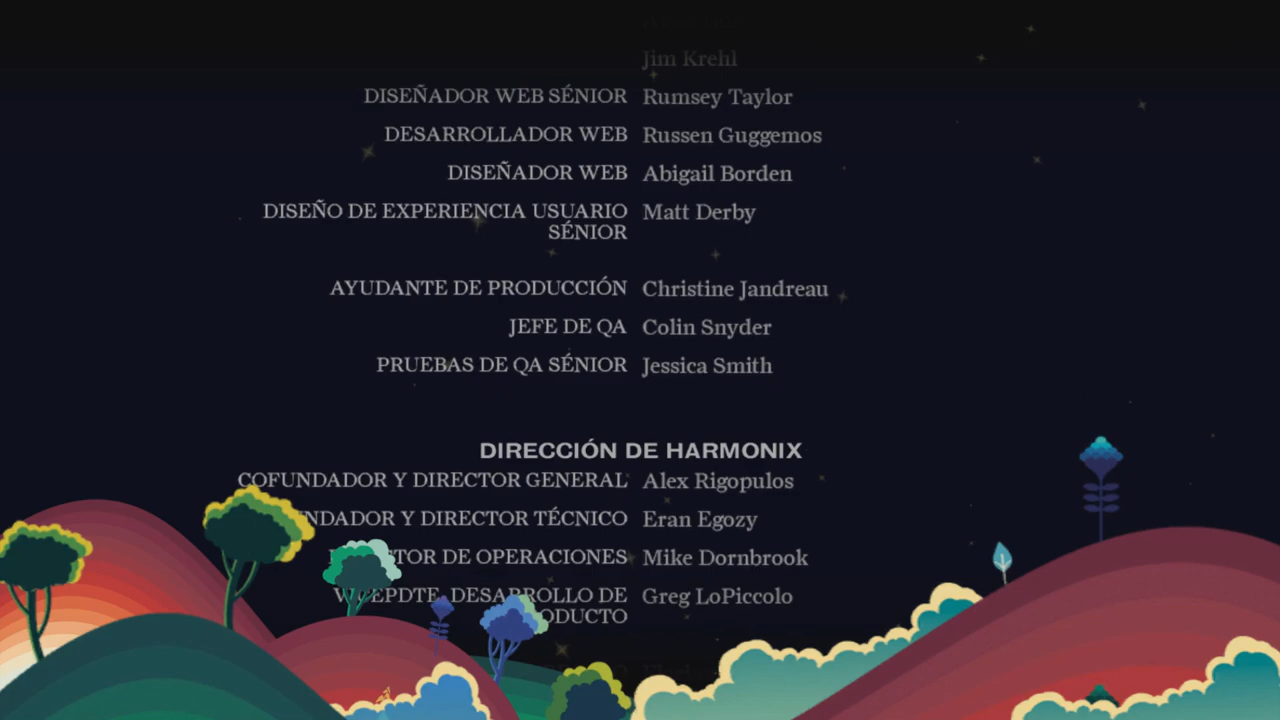 Jim Krehl
DISEÑADOR WEB SÉNIOR Rumsey Taylor
DESARROLLADOR WEB Russen Guggemos
DISEÑADOR WEB Abigail Borden
DISEÑO DE EXPERIENCIA USUARIO Matt Derby
SÉNIOR
AYUDANTE DE PRODUCCIÓN Christine Jandreau
JEFE DE QA Colin Snyder
PRUEBAS DE QA SÉNIOR Jessica Smith
DIRECCIÓN DE HARMONIX
COFUNDADOR Y DIRECTOR GENERAL Alex Rigopulos
Y DIRECTOR TÉCNICO Eran Egozy
DE OPERACIONES Mike Dornbrook
DESARROLLO DE Greg LoPiccolo